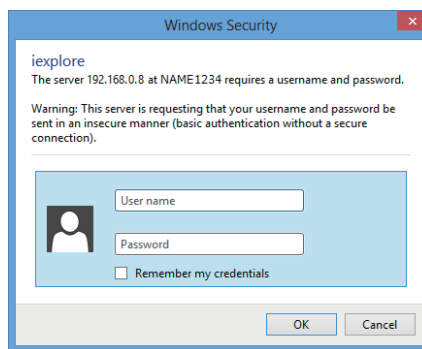 Windows Security
iexplore
The server 192.168.0.8 at NAME1234 requires a username and password.
Warning: This server is requesting that your username and password be
sent in an insecure manner (basic authentication without a secure
connection).
User name
Password
Remember my credentials
OK
Cancel